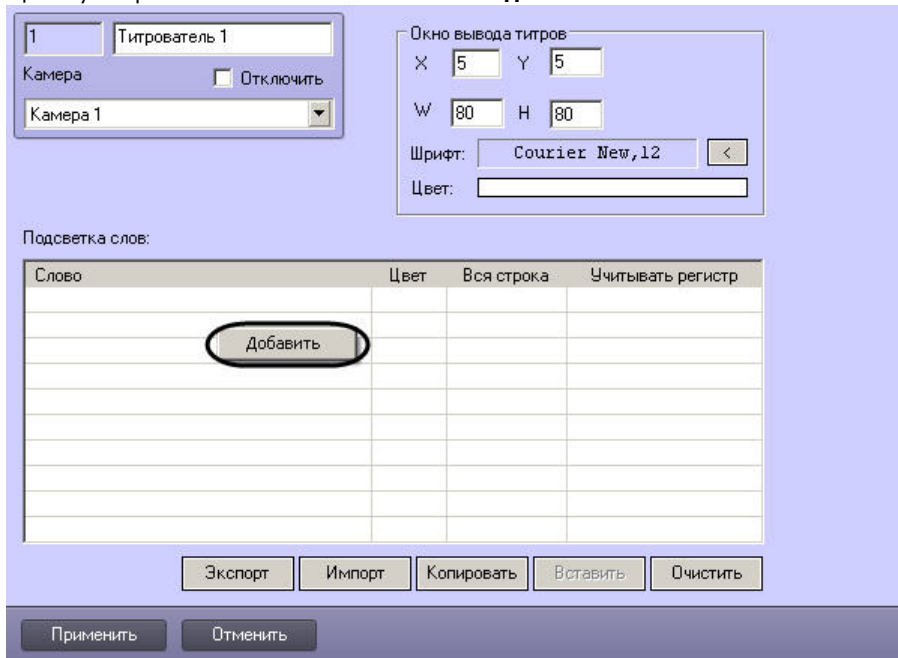 1 Титрователь 1
Камера Отключить
Камера 1
Окно вывода титров
X 5 Y 5
W 80 H 80
Шрифт: Courier New,12 <
Цвет:
Подсветка слов:
Слово Цвет Вся строка Учитывать регистр
Добавить
Экспорт Импорт Копировать Вставить Очистить
Применить Отменить